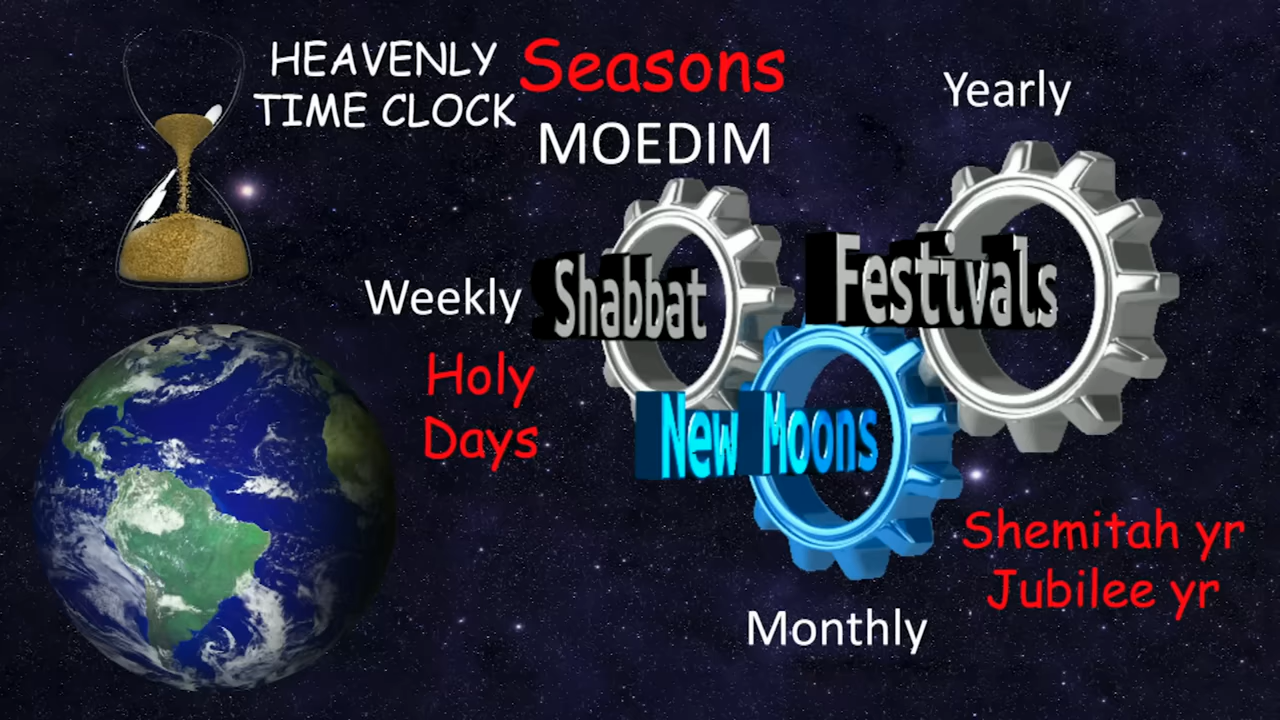 HEAVENLY
TIME CLOCK
Seasons
MOEDIM
Yearly
Weekly
Shabbat
Festivals
Holy
Days
New Moons
Shemitah yr
Jubilee yr
Monthly